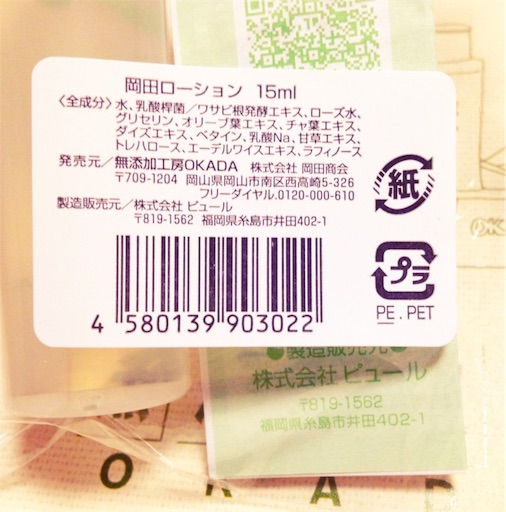 岡田ローション 15ml
〈全成分〉水、乳酸桿菌/ワサビ根発酵エキス、ローズ水、
グリセリン、オリーブ葉エキス、チャ葉エキス、
ダイズエキス、ベタイン、乳酸Na、甘草エキス、
トレハロース、エーデルワイスエキス、ラフィノース
発売元/無添加工房OKADA 株式会社 岡田商会
〒709-1204 岡山県岡山市南区西高崎5-326
フリーダイヤル.0120-000-610
製造販売元/株式会社 ピュール
〒819-1562 福岡県糸島市井田402-1
紙
プラ
PE.PET
4 580139 903022
●製造販売元●
株式会社 ピュール
〒819-1562
福岡県糸島市井田402-1
O K A D